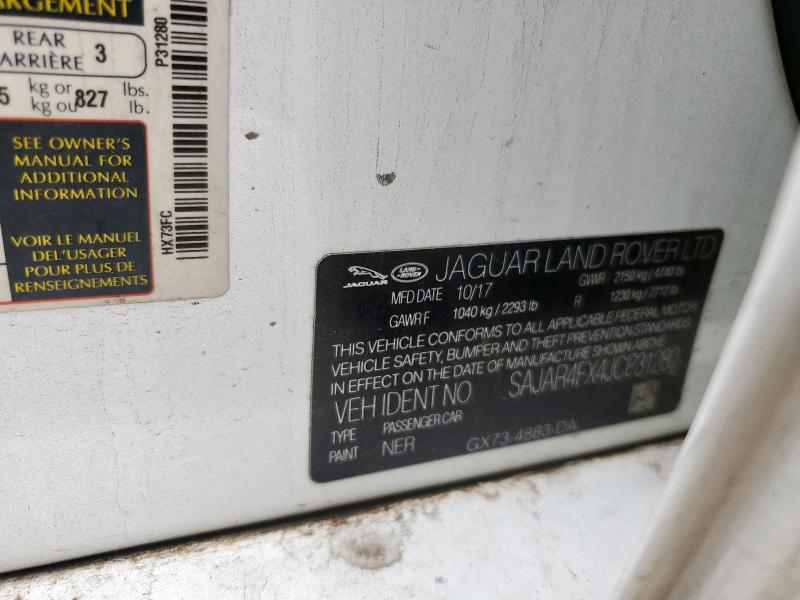 ARGEMENT
REAR
ARRIÈRE 3
5 kg or 827 lbs.
kg ou lb.
SEE OWNER'S
MANUAL FOR
ADDITIONAL
INFORMATION
VOIR LE MANUEL
DEL'USAGER
POUR PLUS DE
RENSEIGNEMENTS
P31280
HX73FC
JAGUAR
LAND ROVER
JAGUAR LAND ROVER LTD
MFD DATE 10/17 GVWR 2150 kg / 4740 lb
GAWR F 1040 kg / 2293 lb R 1230 kg / 2712 lb
THIS VEHICLE CONFORMS TO ALL APPLICABLE FEDERAL MOTOR
VEHICLE SAFETY, BUMPER AND THEFT PREVENTION STANDARDS
IN EFFECT ON THE DATE OF MANUFACTURE SHOWN ABOVE
VEH IDENT NO SAJAR4FX4JCP31280
TYPE PASSENGER CAR
PAINT NER GX73-4883-DA